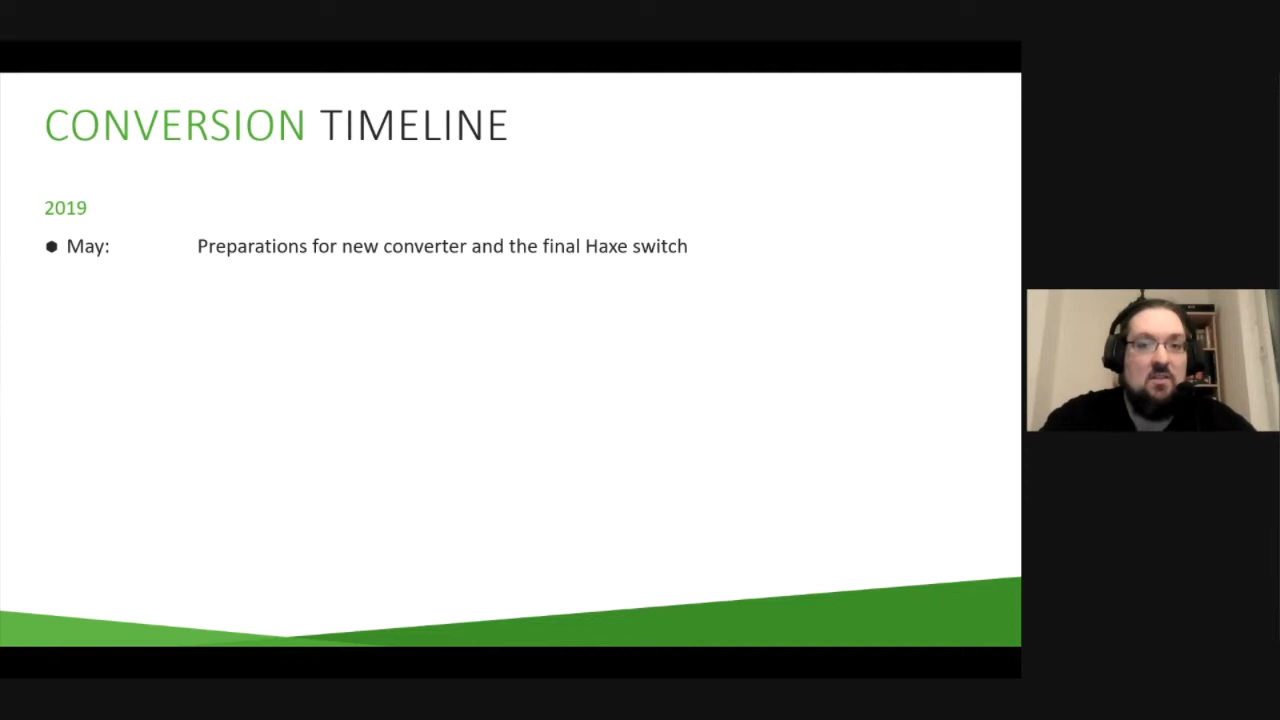 CONVERSION TIMELINE
2019
May: Preparations for new converter and the final Haxe switch